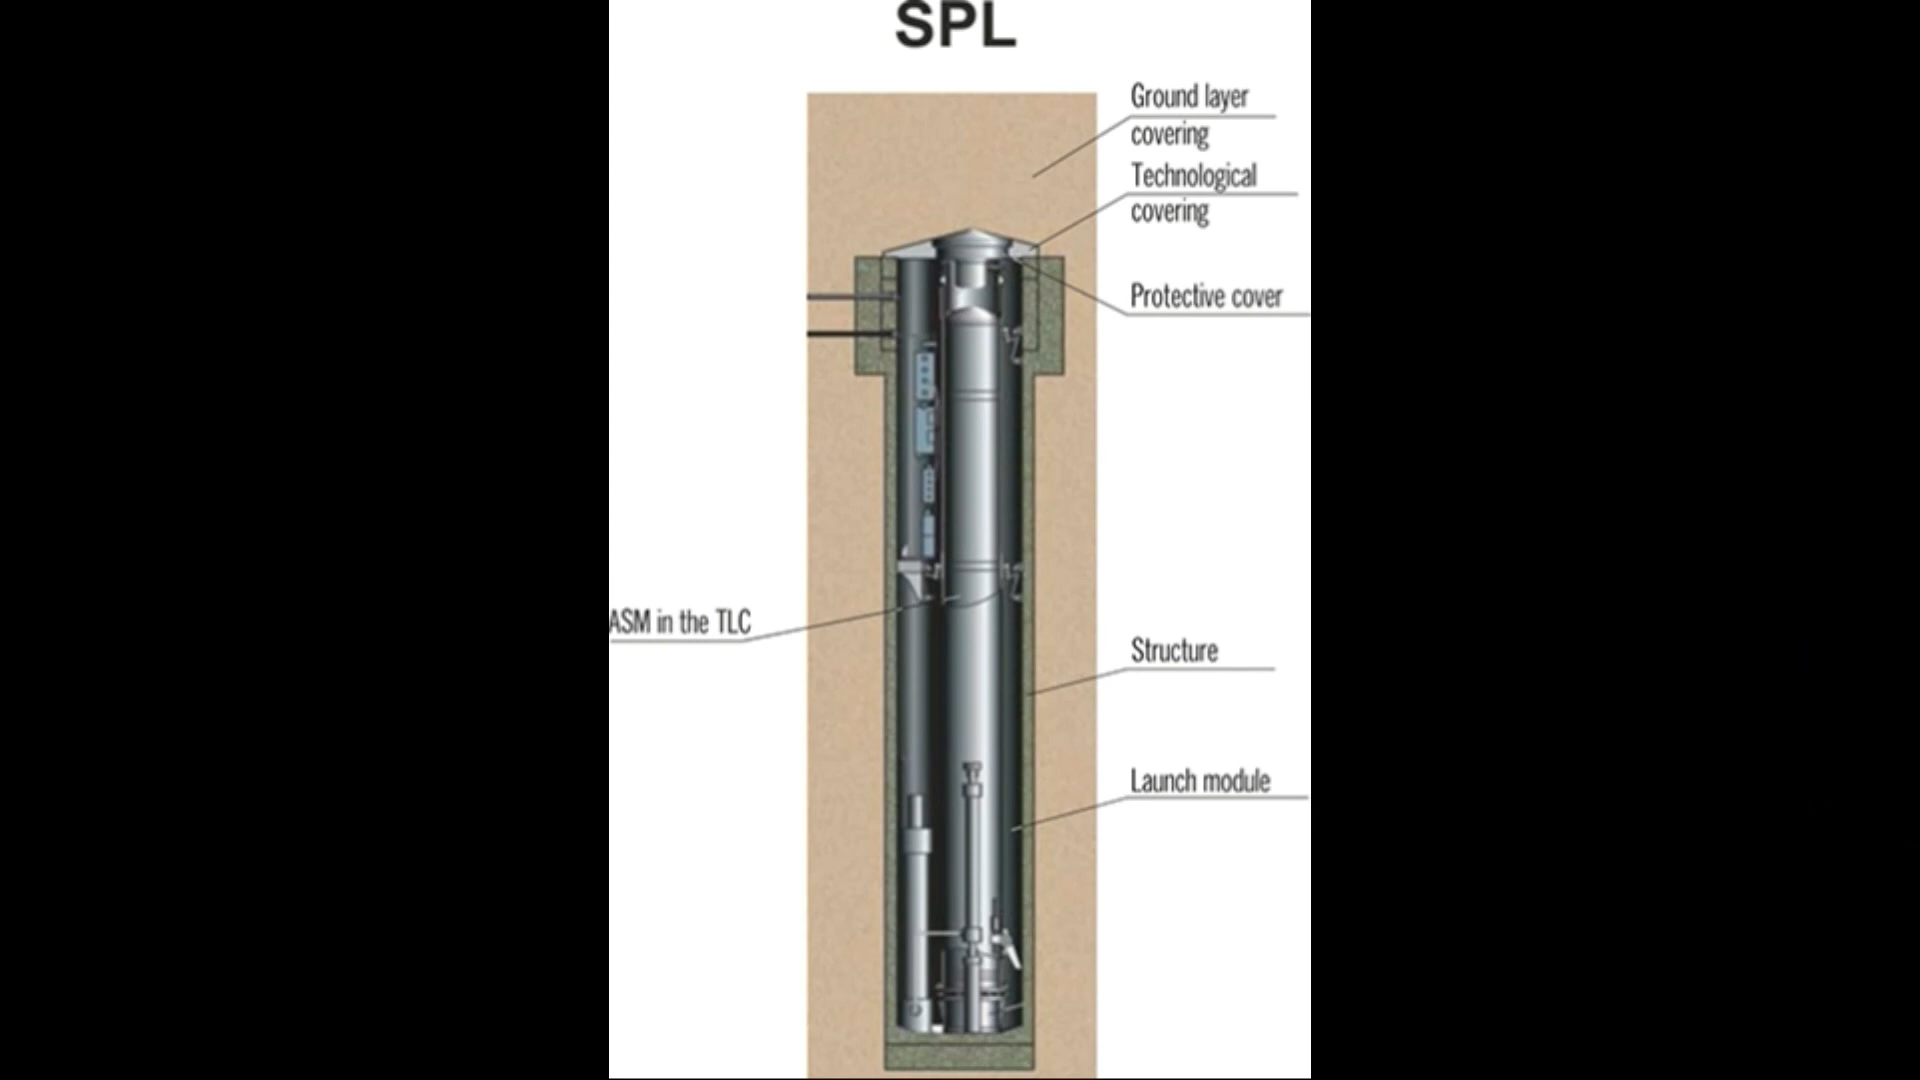 SPL
Ground layer
covering
Technological
covering
Protective cover
ASM in the TLC
Structure
Launch module